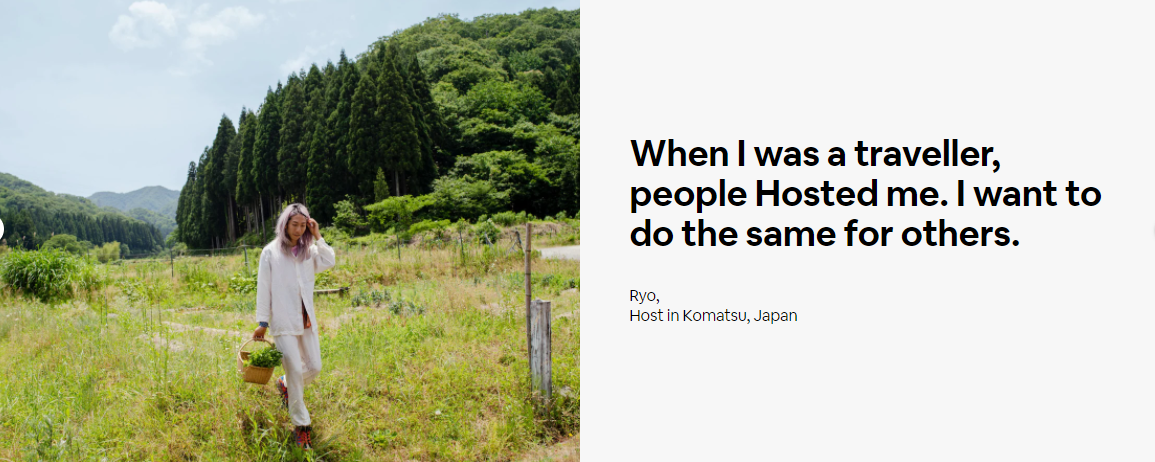 When I was a traveller,
people Hosted me. I want to
do the same for others.
Ryo,
Host in Komatsu, Japan